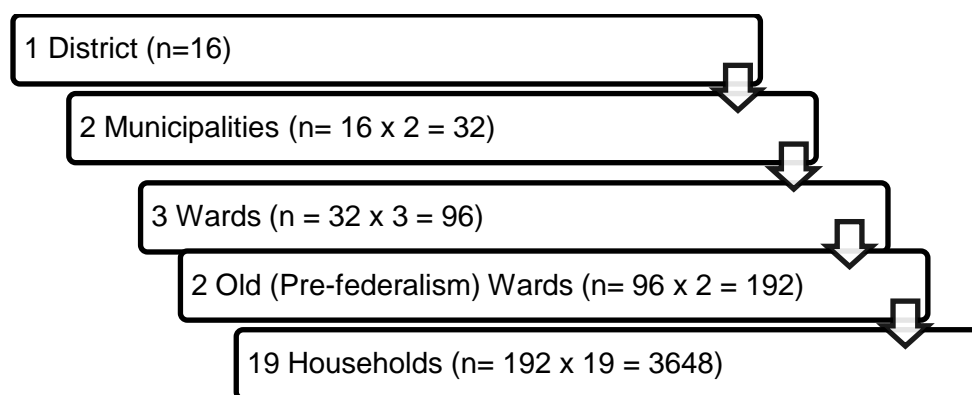 1 District (n=16)
2 Municipalities (n= 16 x 2 = 32)
3 Wards (n = 32 x 3 = 96)
2 Old (Pre-federalism) Wards (n= 96 x 2 = 192)
19 Households (n= 192 x 19 = 3648)